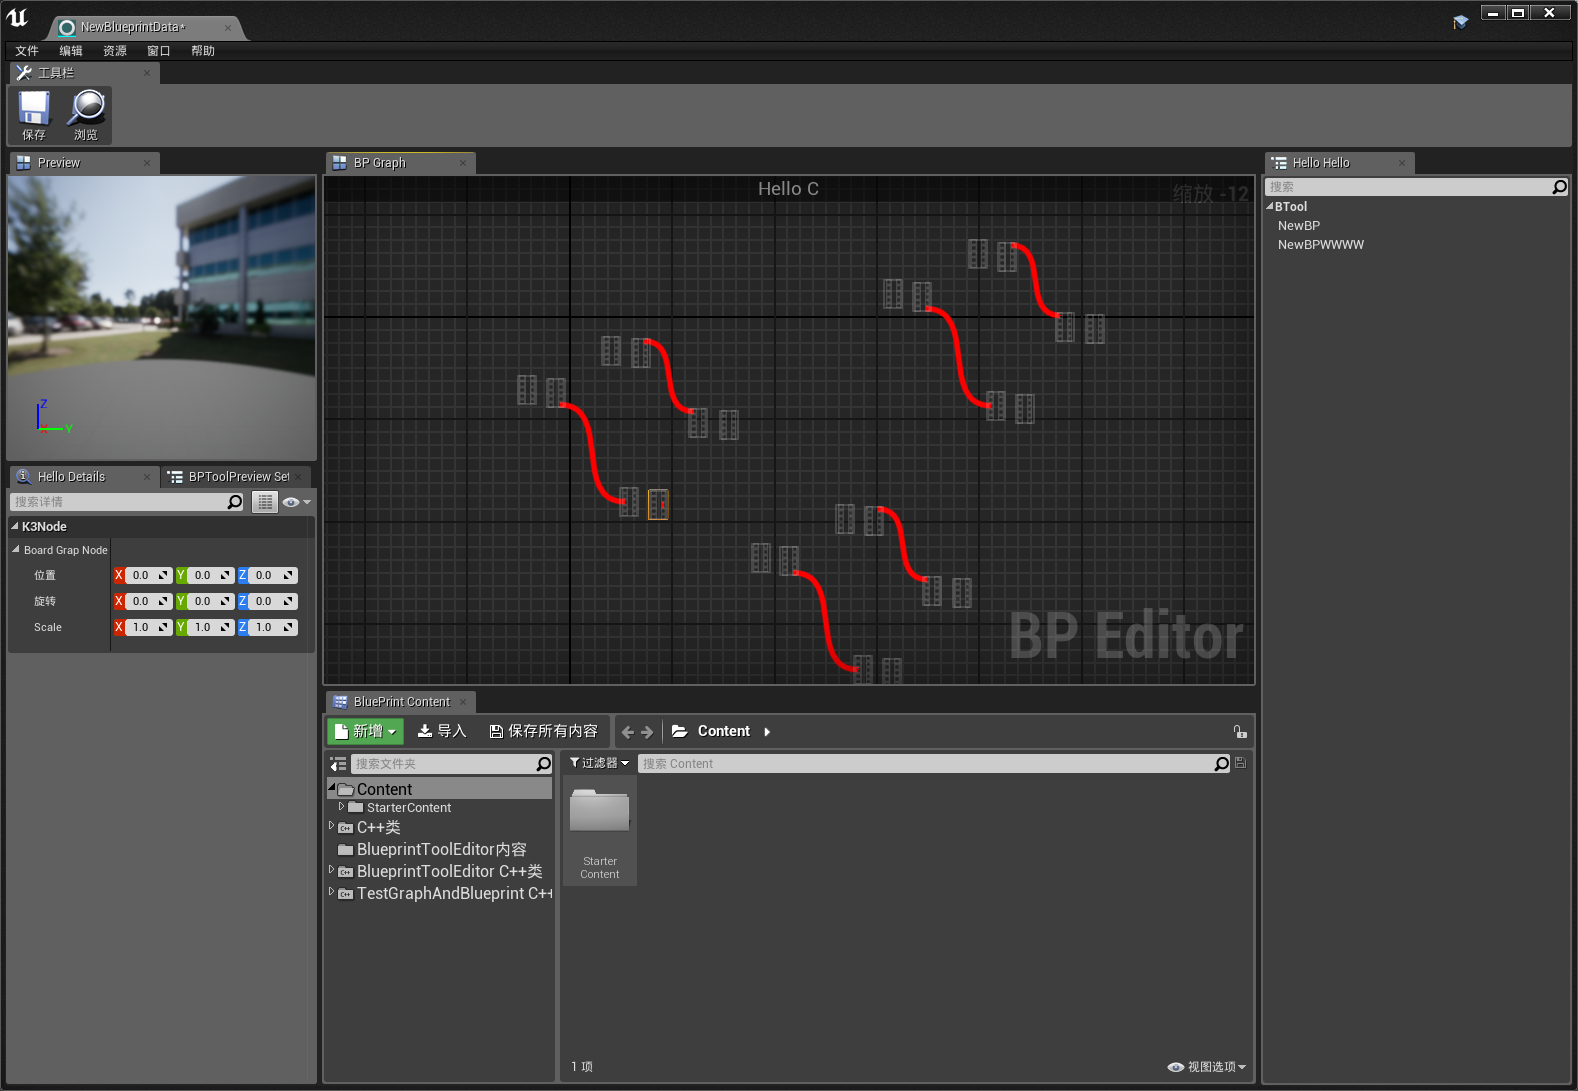 NewBlueprintData*
文件 编辑 资源 窗口 帮助
工具栏
保存 浏览
Preview
BP Graph
Hello Hello
Hello C
缩放 -12
搜索
BTool
NewBP
NewBPWWWW
Z
Y
X
Hello Details
BPToolPreview Set
搜索详情
K3Node
Board Grap Node
位置 X 0.0 Y 0.0 Z 0.0
旋转 X 0.0 Y 0.0 Z 0.0
Scale X 1.0 Y 1.0 Z 1.0
BP Editor
BluePrint Content
新增 导入 保存所有内容 Content
搜索文件夹
过滤器 搜索 Content
Content
StarterContent
C++类
BlueprintToolEditor内容
BlueprintToolEditor C++类
TestGraphAndBlueprint C++
Starter
Content
1 项
视图选项